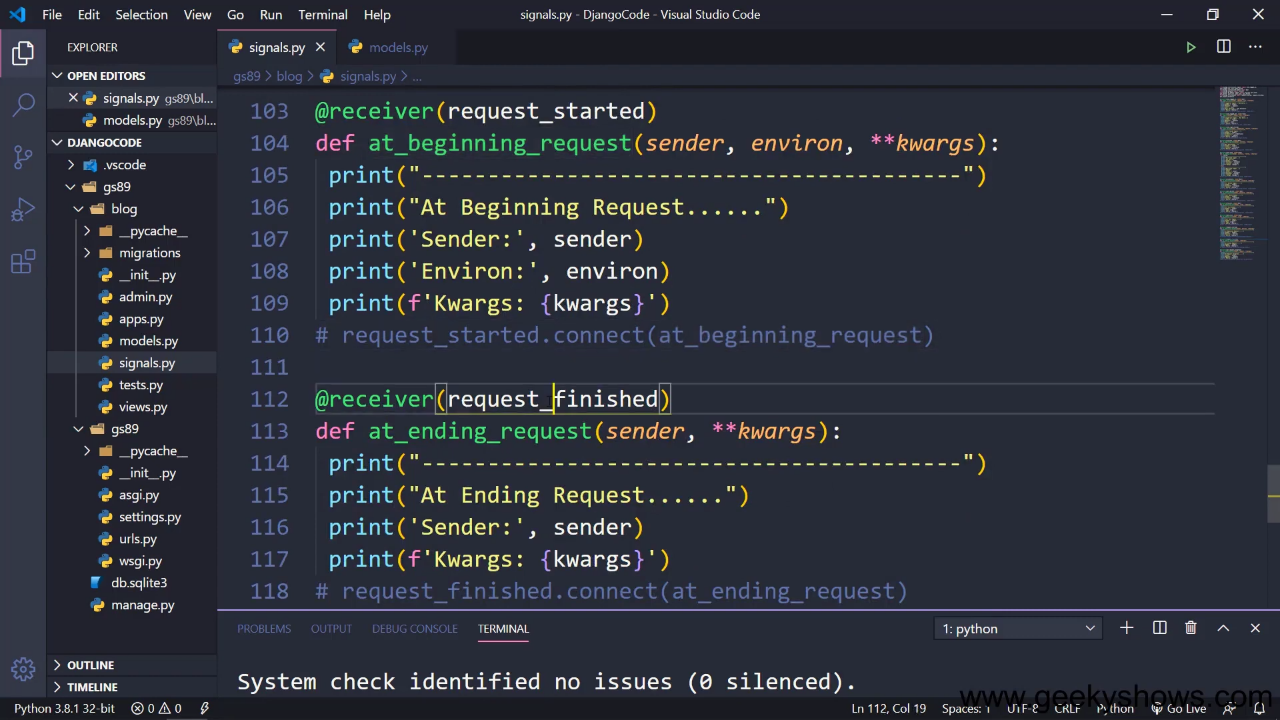 File Edit Selection View Go Run Terminal Help signals.py - DjangoCode - Visual Studio Code
EXPLORER
OPEN EDITORS
signals.py gs89\bl...
models.py gs89\bl...
DJANGOCODE
.vscode
gs89
blog
__pycache__
migrations
__init__.py
admin.py
apps.py
models.py
signals.py
tests.py
views.py
gs89
__pycache__
__init__.py
asgi.py
settings.py
urls.py
wsgi.py
db.sqlite3
manage.py
OUTLINE
TIMELINE
signals.py models.py
gs89 > blog > signals.py > ...
103 @receiver(request_started)
104 def at_beginning_request(sender, environ, **kwargs):
105 print("-----------------------------------------")
106 print("At Beginning Request......")
107 print('Sender:', sender)
108 print('Environ:', environ)
109 print(f'Kwargs: {kwargs}')
110 # request_started.connect(at_beginning_request)
111
112 @receiver(request_finished)
113 def at_ending_request(sender, **kwargs):
114 print("-----------------------------------------")
115 print("At Ending Request......")
116 print('Sender:', sender)
117 print(f'Kwargs: {kwargs}')
118 # request_finished.connect(at_ending_request)
PROBLEMS OUTPUT DEBUG CONSOLE TERMINAL 1: python
System check identified no issues (0 silenced).
www.geekyshows.com
Python 3.8.1 32-bit 0 0 Ln 112, Col 19 Spaces: 1 UTF-8 CRLF Python Go Live